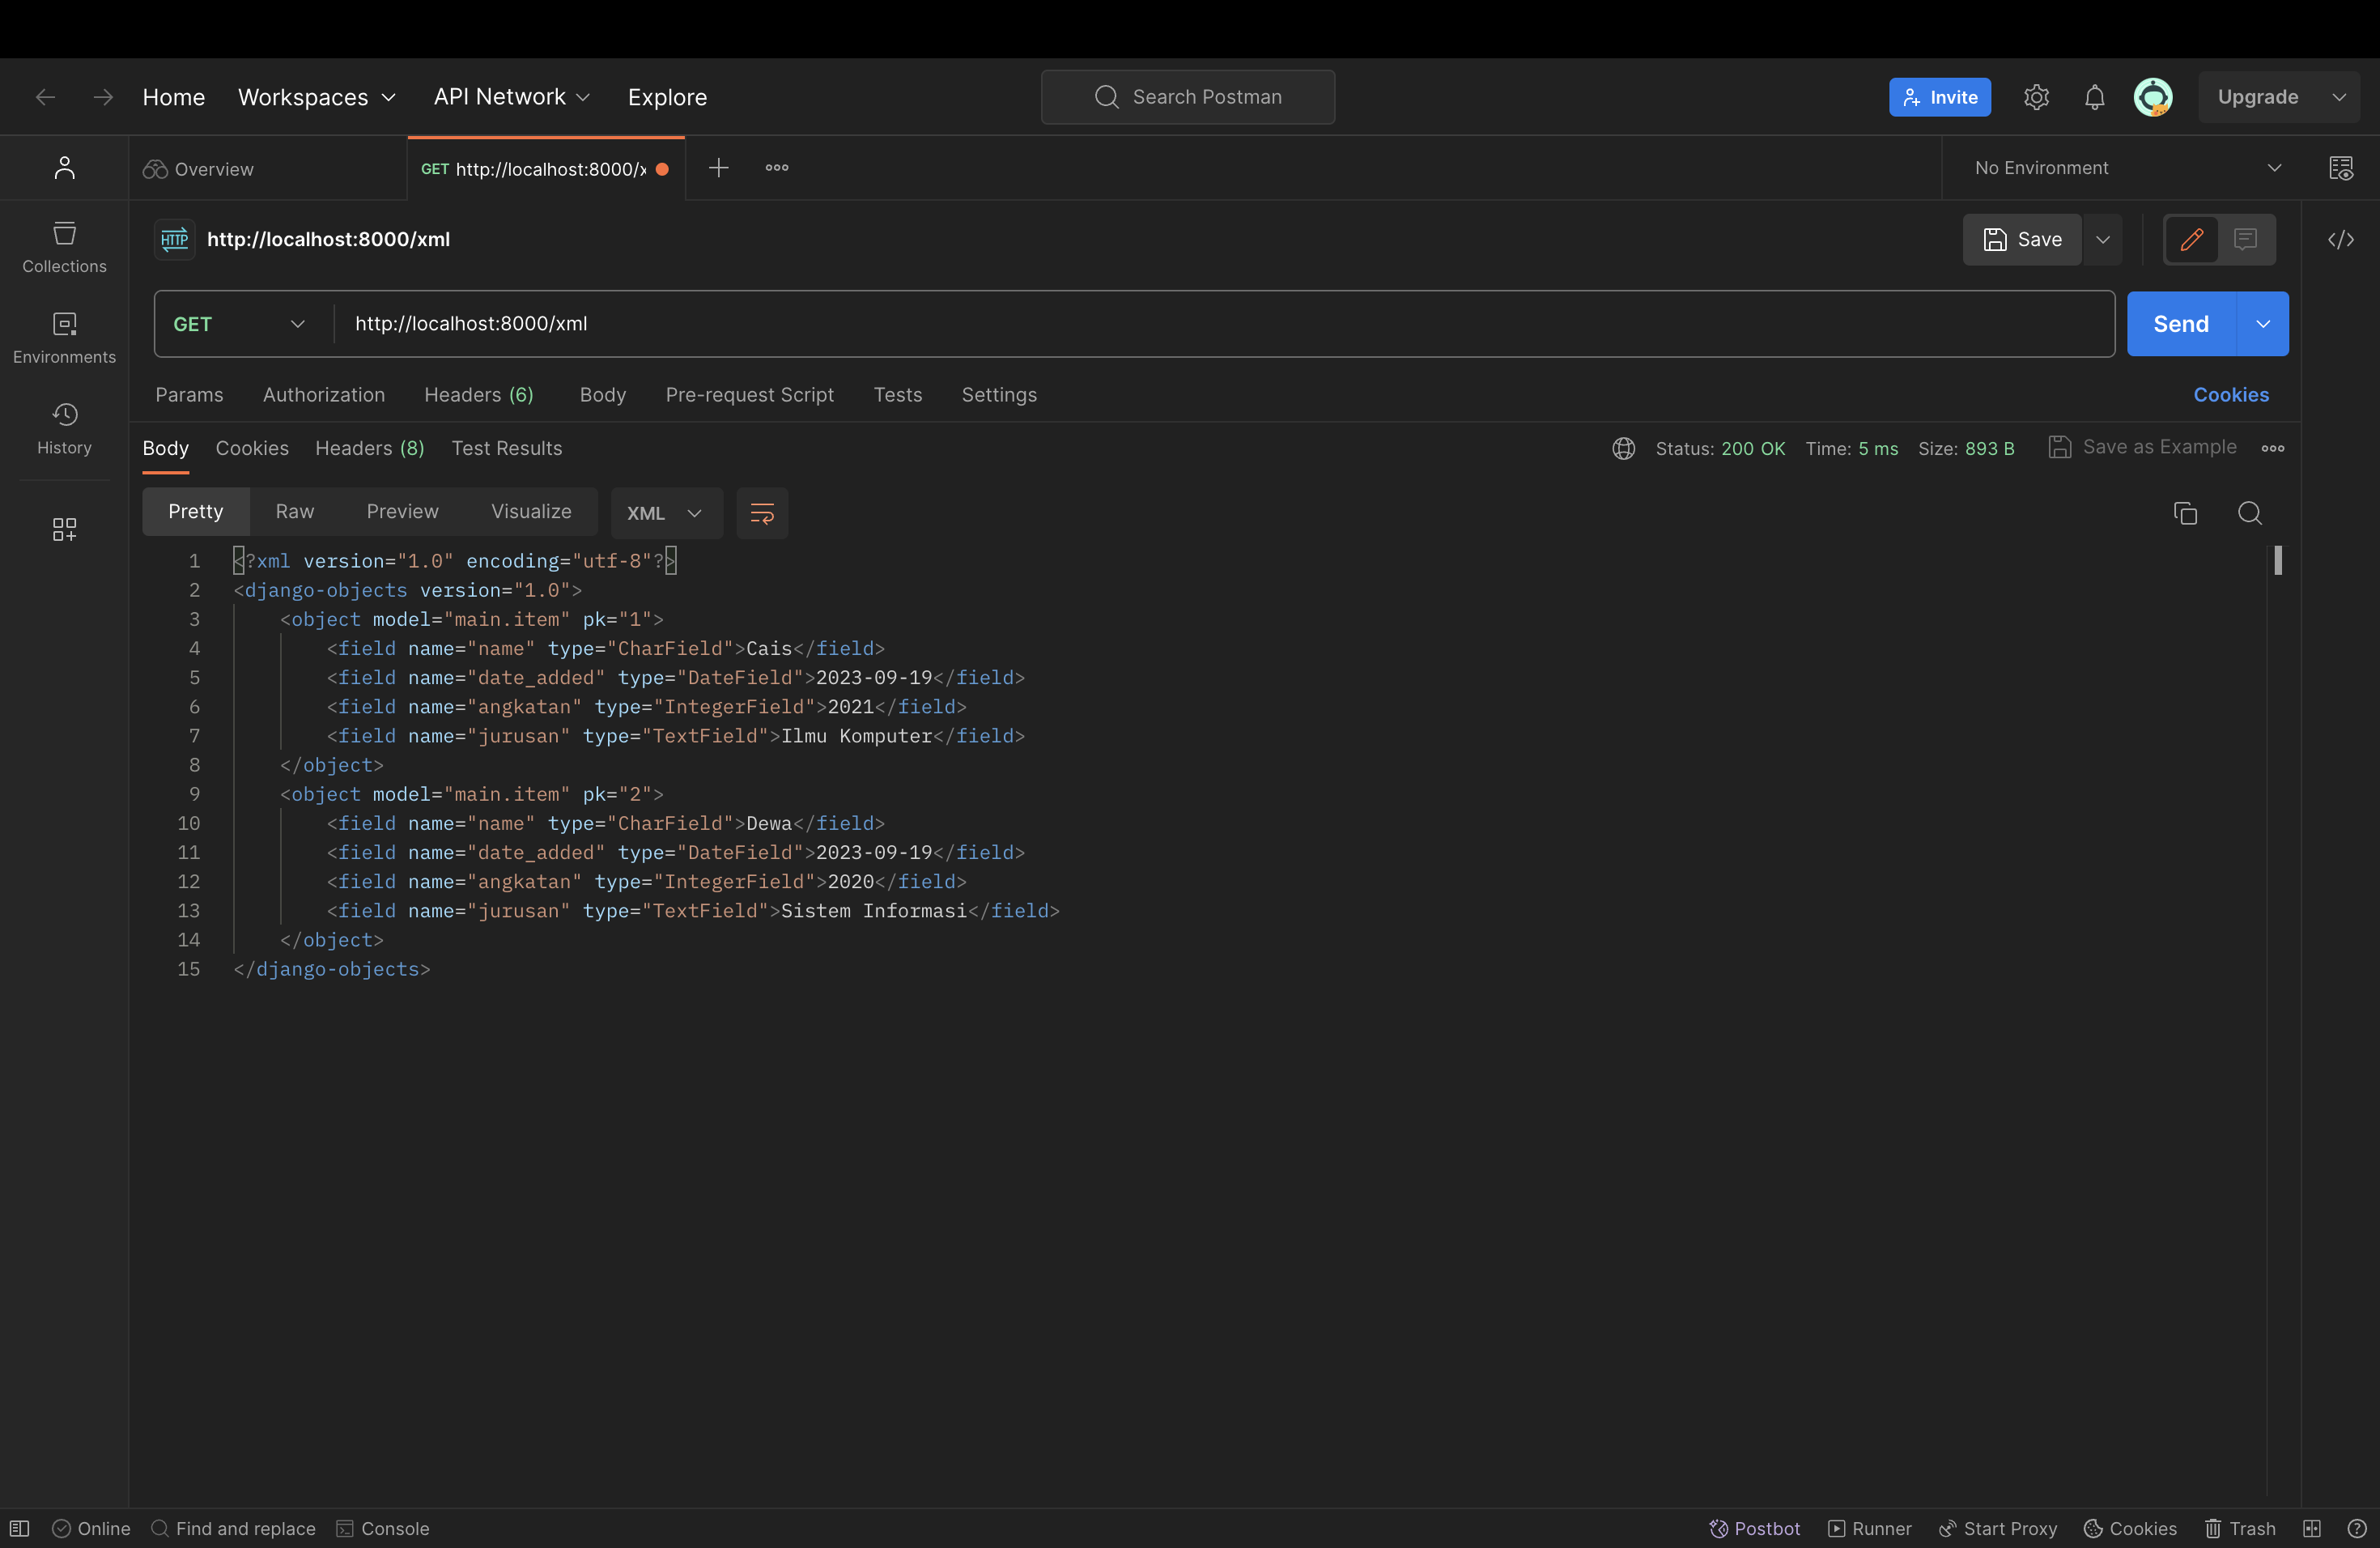 Home Workspaces API Network Explore Search Postman Invite Upgrade
Overview GET http://localhost:8000/x No Environment
HTTP http://localhost:8000/xml Save
Collections
GET http://localhost:8000/xml Send
Environments
Params Authorization Headers (6) Body Pre-request Script Tests Settings Cookies
History
Body Cookies Headers (8) Test Results Status: 200 OK Time: 5 ms Size: 893 B Save as Example
Pretty Raw Preview Visualize XML
1 <?xml version="1.0" encoding="utf-8"?>
2 <django-objects version="1.0">
3 <object model="main.item" pk="1">
4 <field name="name" type="CharField">Cais</field>
5 <field name="date_added" type="DateField">2023-09-19</field>
6 <field name="angkatan" type="IntegerField">2021</field>
7 <field name="jurusan" type="TextField">Ilmu Komputer</field>
8 </object>
9 <object model="main.item" pk="2">
10 <field name="name" type="CharField">Dewa</field>
11 <field name="date_added" type="DateField">2023-09-19</field>
12 <field name="angkatan" type="IntegerField">2020</field>
13 <field name="jurusan" type="TextField">Sistem Informasi</field>
14 </object>
15 </django-objects>
Online Find and replace Console Postbot Runner Start Proxy Cookies Trash